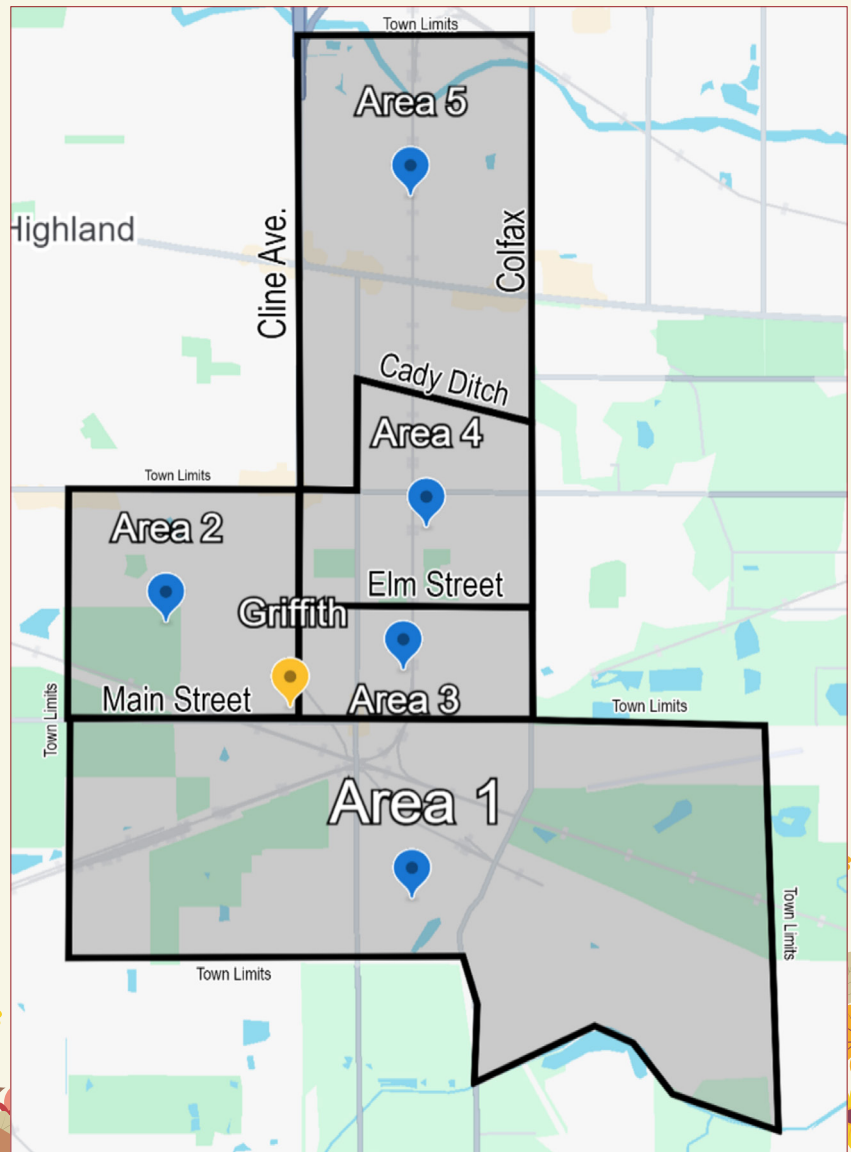 Town Limits
Area 5
Highland
Cline Ave.
Colfax
Cady Ditch
Area 4
Town Limits
Area 2
Elm Street
Griffith
Main Street
Area 3
Town Limits
Town Limits
Area 1
Town Limits
Town Limits